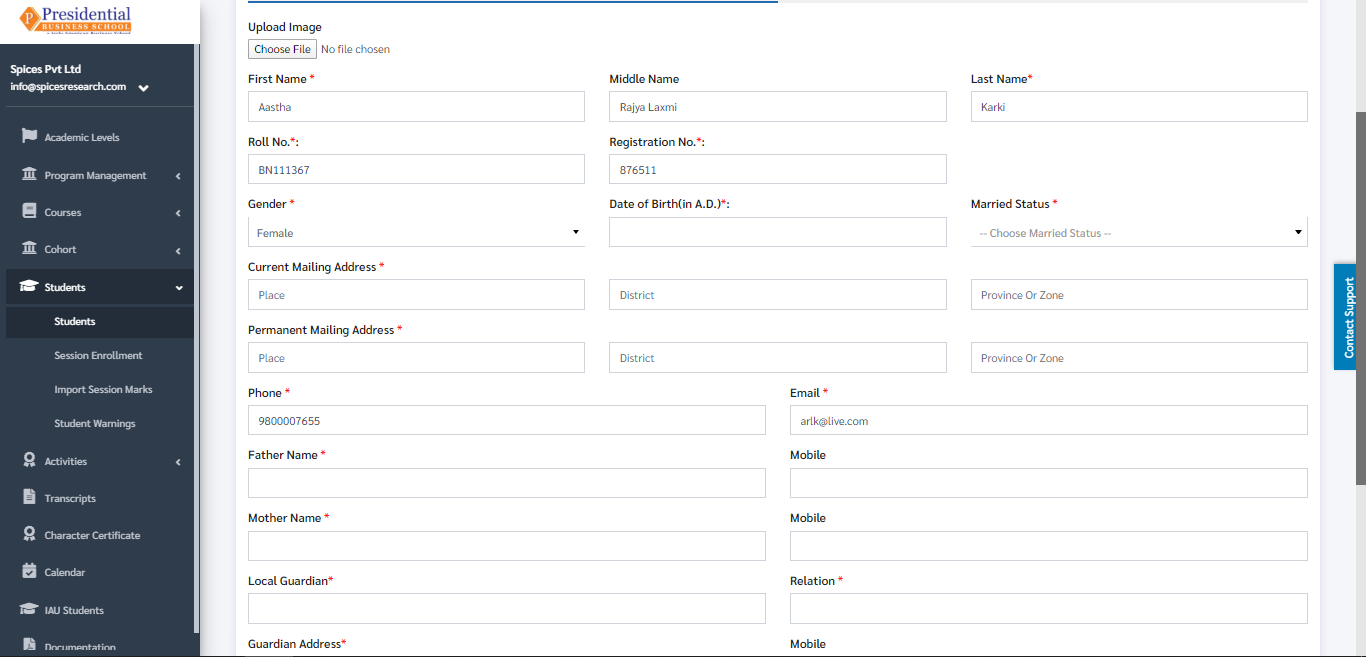 Presidential
BUSINESS SCHOOL
Spices Pvt Ltd
info@spicesresearch.com
Academic Levels
Program Management
Courses
Cohort
Students
Students
Session Enrollment
Import Session Marks
Student Warnings
Activities
Transcripts
Character Certificate
Calendar
IAU Students
Documentation
Upload Image
Choose File No file chosen
First Name * Middle Name Last Name*
Aastha Rajya Laxmi Karki
Roll No.*: Registration No.*:
BN111367 876511
Gender * Date of Birth(in A.D.)*: Married Status *
Female -- Choose Married Status --
Current Mailing Address *
Place District Province Or Zone
Permanent Mailing Address *
Place District Province Or Zone
Phone * Email *
9800007655 arlk@live.com
Father Name * Mobile
Mother Name * Mobile
Local Guardian* Relation *
Guardian Address* Mobile
Contact Support